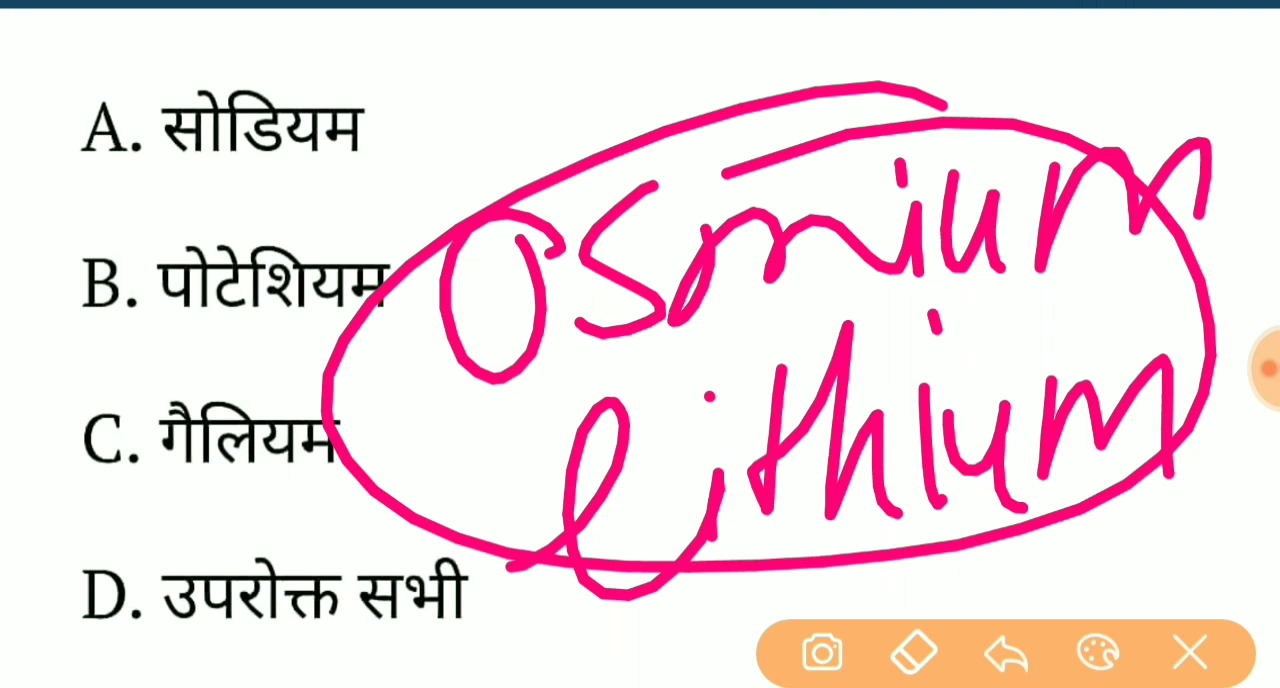 A. सोडियम
B. पोटेशियम
C. गैलियम
D. उपरोक्त सभी
Osmium
lithium